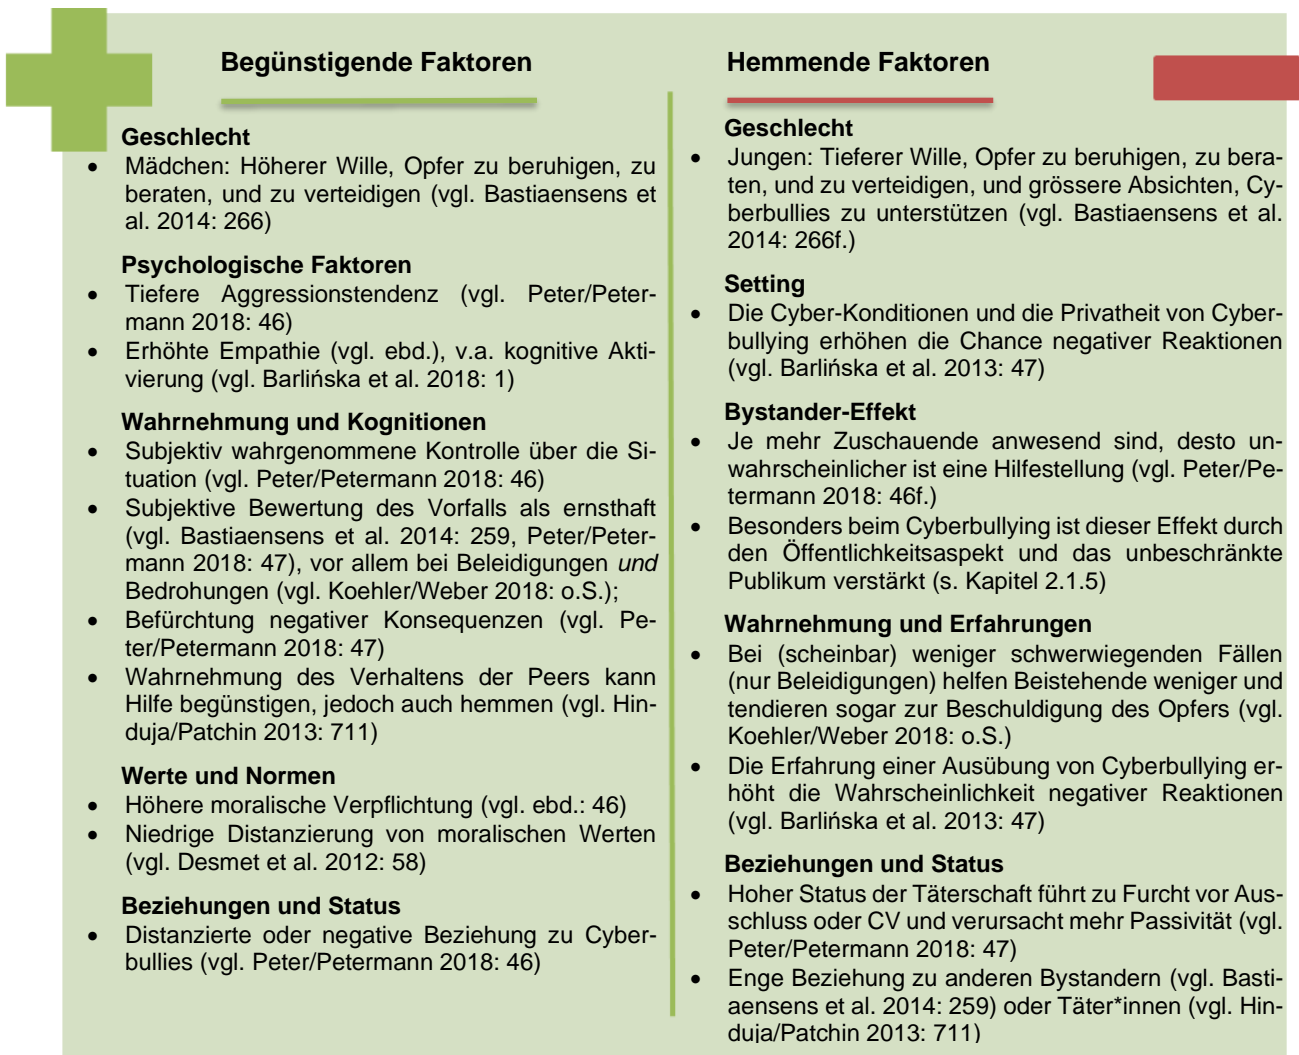 Begünstigende Faktoren
Geschlecht
• Mädchen: Höherer Wille, Opfer zu beruhigen, zu
beraten, und zu verteidigen (vgl. Bastiaensens et
al. 2014: 266)
Psychologische Faktoren
• Tiefere Aggressionstendenz (vgl. Peter/Peter-
mann 2018: 46)
• Erhöhte Empathie (vgl. ebd.), v.a. kognitive Akti-
vierung (vgl. Barlińska et al. 2018: 1)
Wahrnehmung und Kognitionen
• Subjektiv wahrgenommene Kontrolle über die Si-
tuation (vgl. Peter/Petermann 2018: 46)
• Subjektive Bewertung des Vorfalls als ernsthaft
(vgl. Bastiaensens et al. 2014: 259, Peter/Peter-
mann 2018: 47), vor allem bei Beleidigungen und
Bedrohungen (vgl. Koehler/Weber 2018: o.S.);
• Befürchtung negativer Konsequenzen (vgl. Pe-
ter/Petermann 2018: 47)
• Wahrnehmung des Verhaltens der Peers kann
Hilfe begünstigen, jedoch auch hemmen (vgl. Hin-
duja/Patchin 2013: 711)
Werte und Normen
• Höhere moralische Verpflichtung (vgl. ebd.: 46)
• Niedrige Distanzierung von moralischen Werten
(vgl. Desmet et al. 2012: 58)
Beziehungen und Status
• Distanzierte oder negative Beziehung zu Cyber-
bullies (vgl. Peter/Petermann 2018: 46)
Hemmende Faktoren
Geschlecht
• Jungen: Tieferer Wille, Opfer zu beruhigen, zu bera-
ten, und zu verteidigen, und grössere Absichten, Cy-
berbullies zu unterstützen (vgl. Bastiaensens et al.
2014: 266f.)
Setting
• Die Cyber-Konditionen und die Privatheit von Cyber-
bullying erhöhen die Chance negativer Reaktionen
(vgl. Barlińska et al. 2013: 47)
Bystander-Effekt
• Je mehr Zuschauende anwesend sind, desto un-
wahrscheinlicher ist eine Hilfestellung (vgl. Peter/Pe-
termann 2018: 46f.)
• Besonders beim Cyberbullying ist dieser Effekt durch
den Öffentlichkeitsaspekt und das unbeschränkte
Publikum verstärkt (s. Kapitel 2.1.5)
Wahrnehmung und Erfahrungen
• Bei (scheinbar) weniger schwerwiegenden Fällen
(nur Beleidigungen) helfen Beistehende weniger und
tendieren sogar zur Beschuldigung des Opfers (vgl.
Koehler/Weber 2018: o.S.)
• Die Erfahrung einer Ausübung von Cyberbullying er-
höht die Wahrscheinlichkeit negativer Reaktionen
(vgl. Barlińska et al. 2013: 47)
Beziehungen und Status
• Hoher Status der Täterschaft führt zu Furcht vor Aus-
schluss oder CV und verursacht mehr Passivität (vgl.
Peter/Petermann 2018: 47)
• Enge Beziehung zu anderen Bystandern (vgl. Basti-
aensens et al. 2014: 259) oder Täter*innen (vgl. Hin-
duja/Patchin 2013: 711)